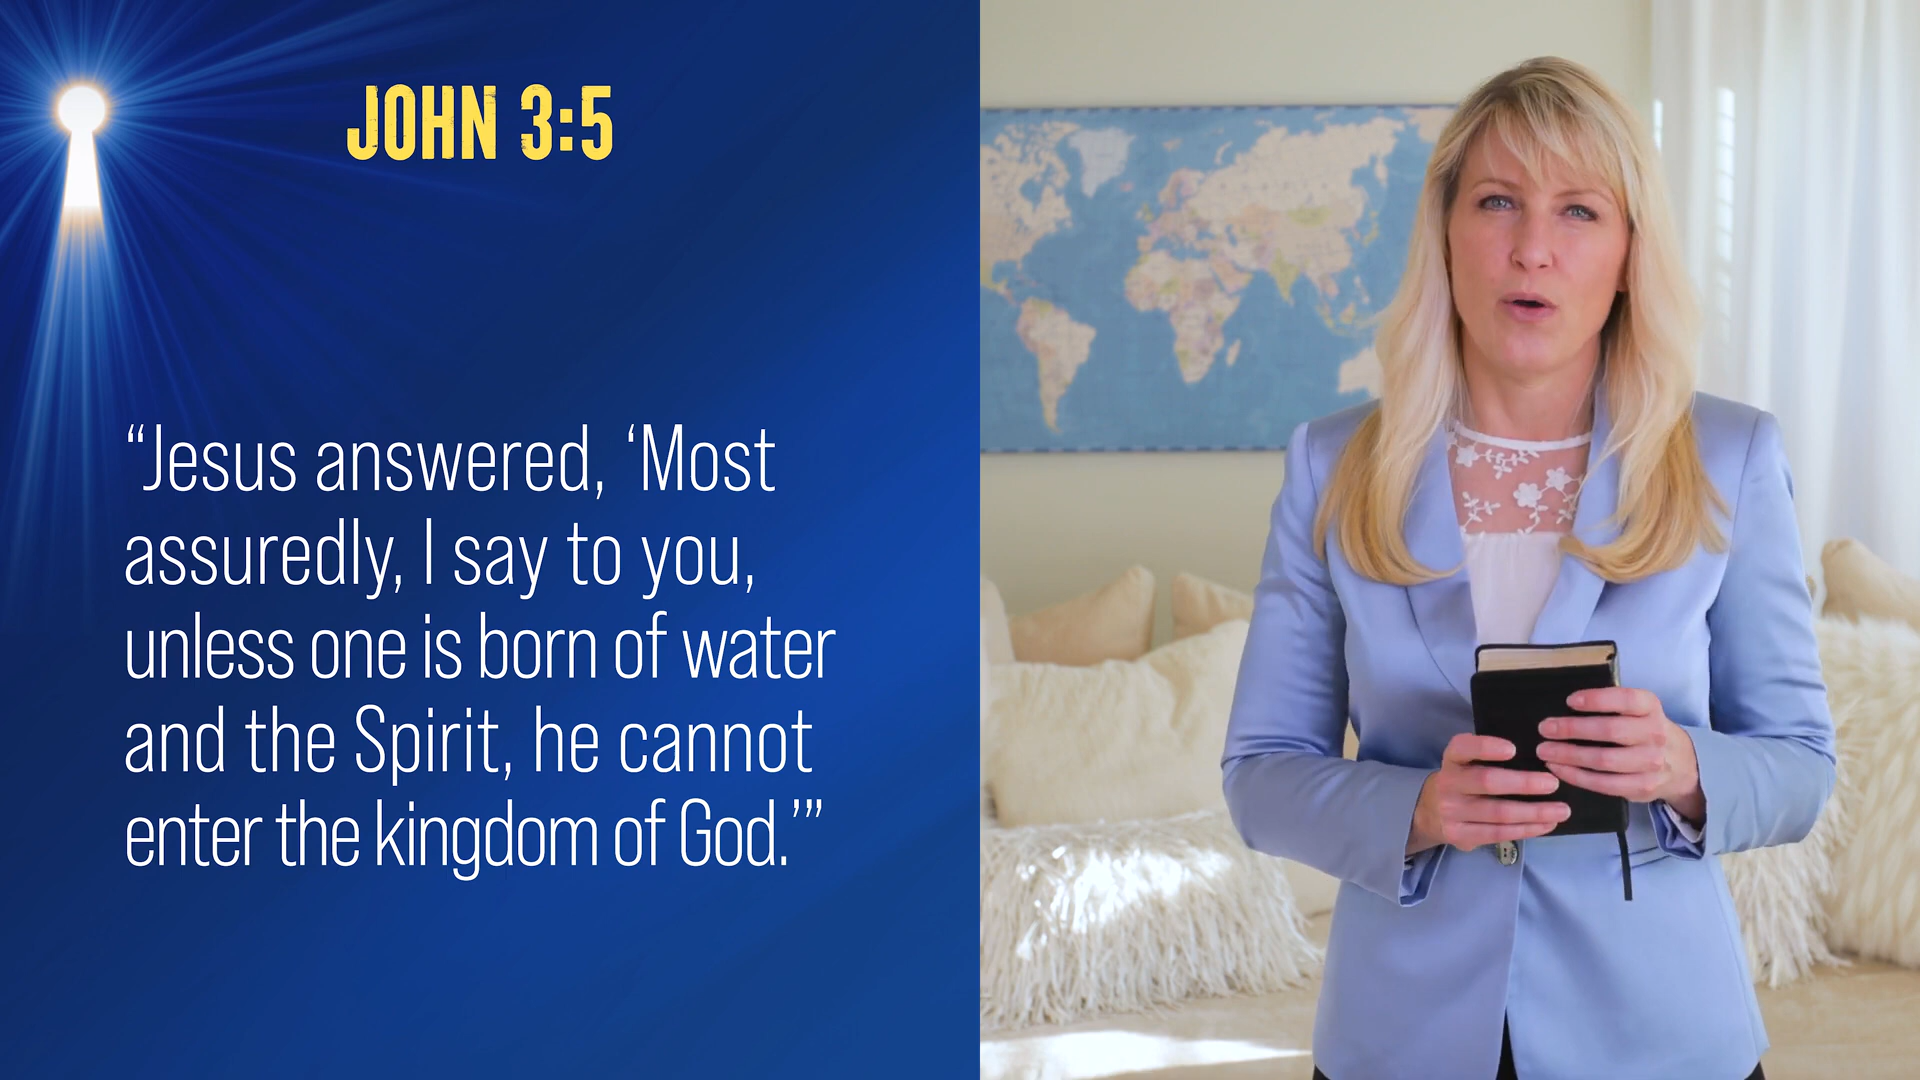 JOHN 3:5
“Jesus answered, ‘Most
assuredly, I say to you,
unless one is born of water
and the Spirit, he cannot
enter the kingdom of God.’”